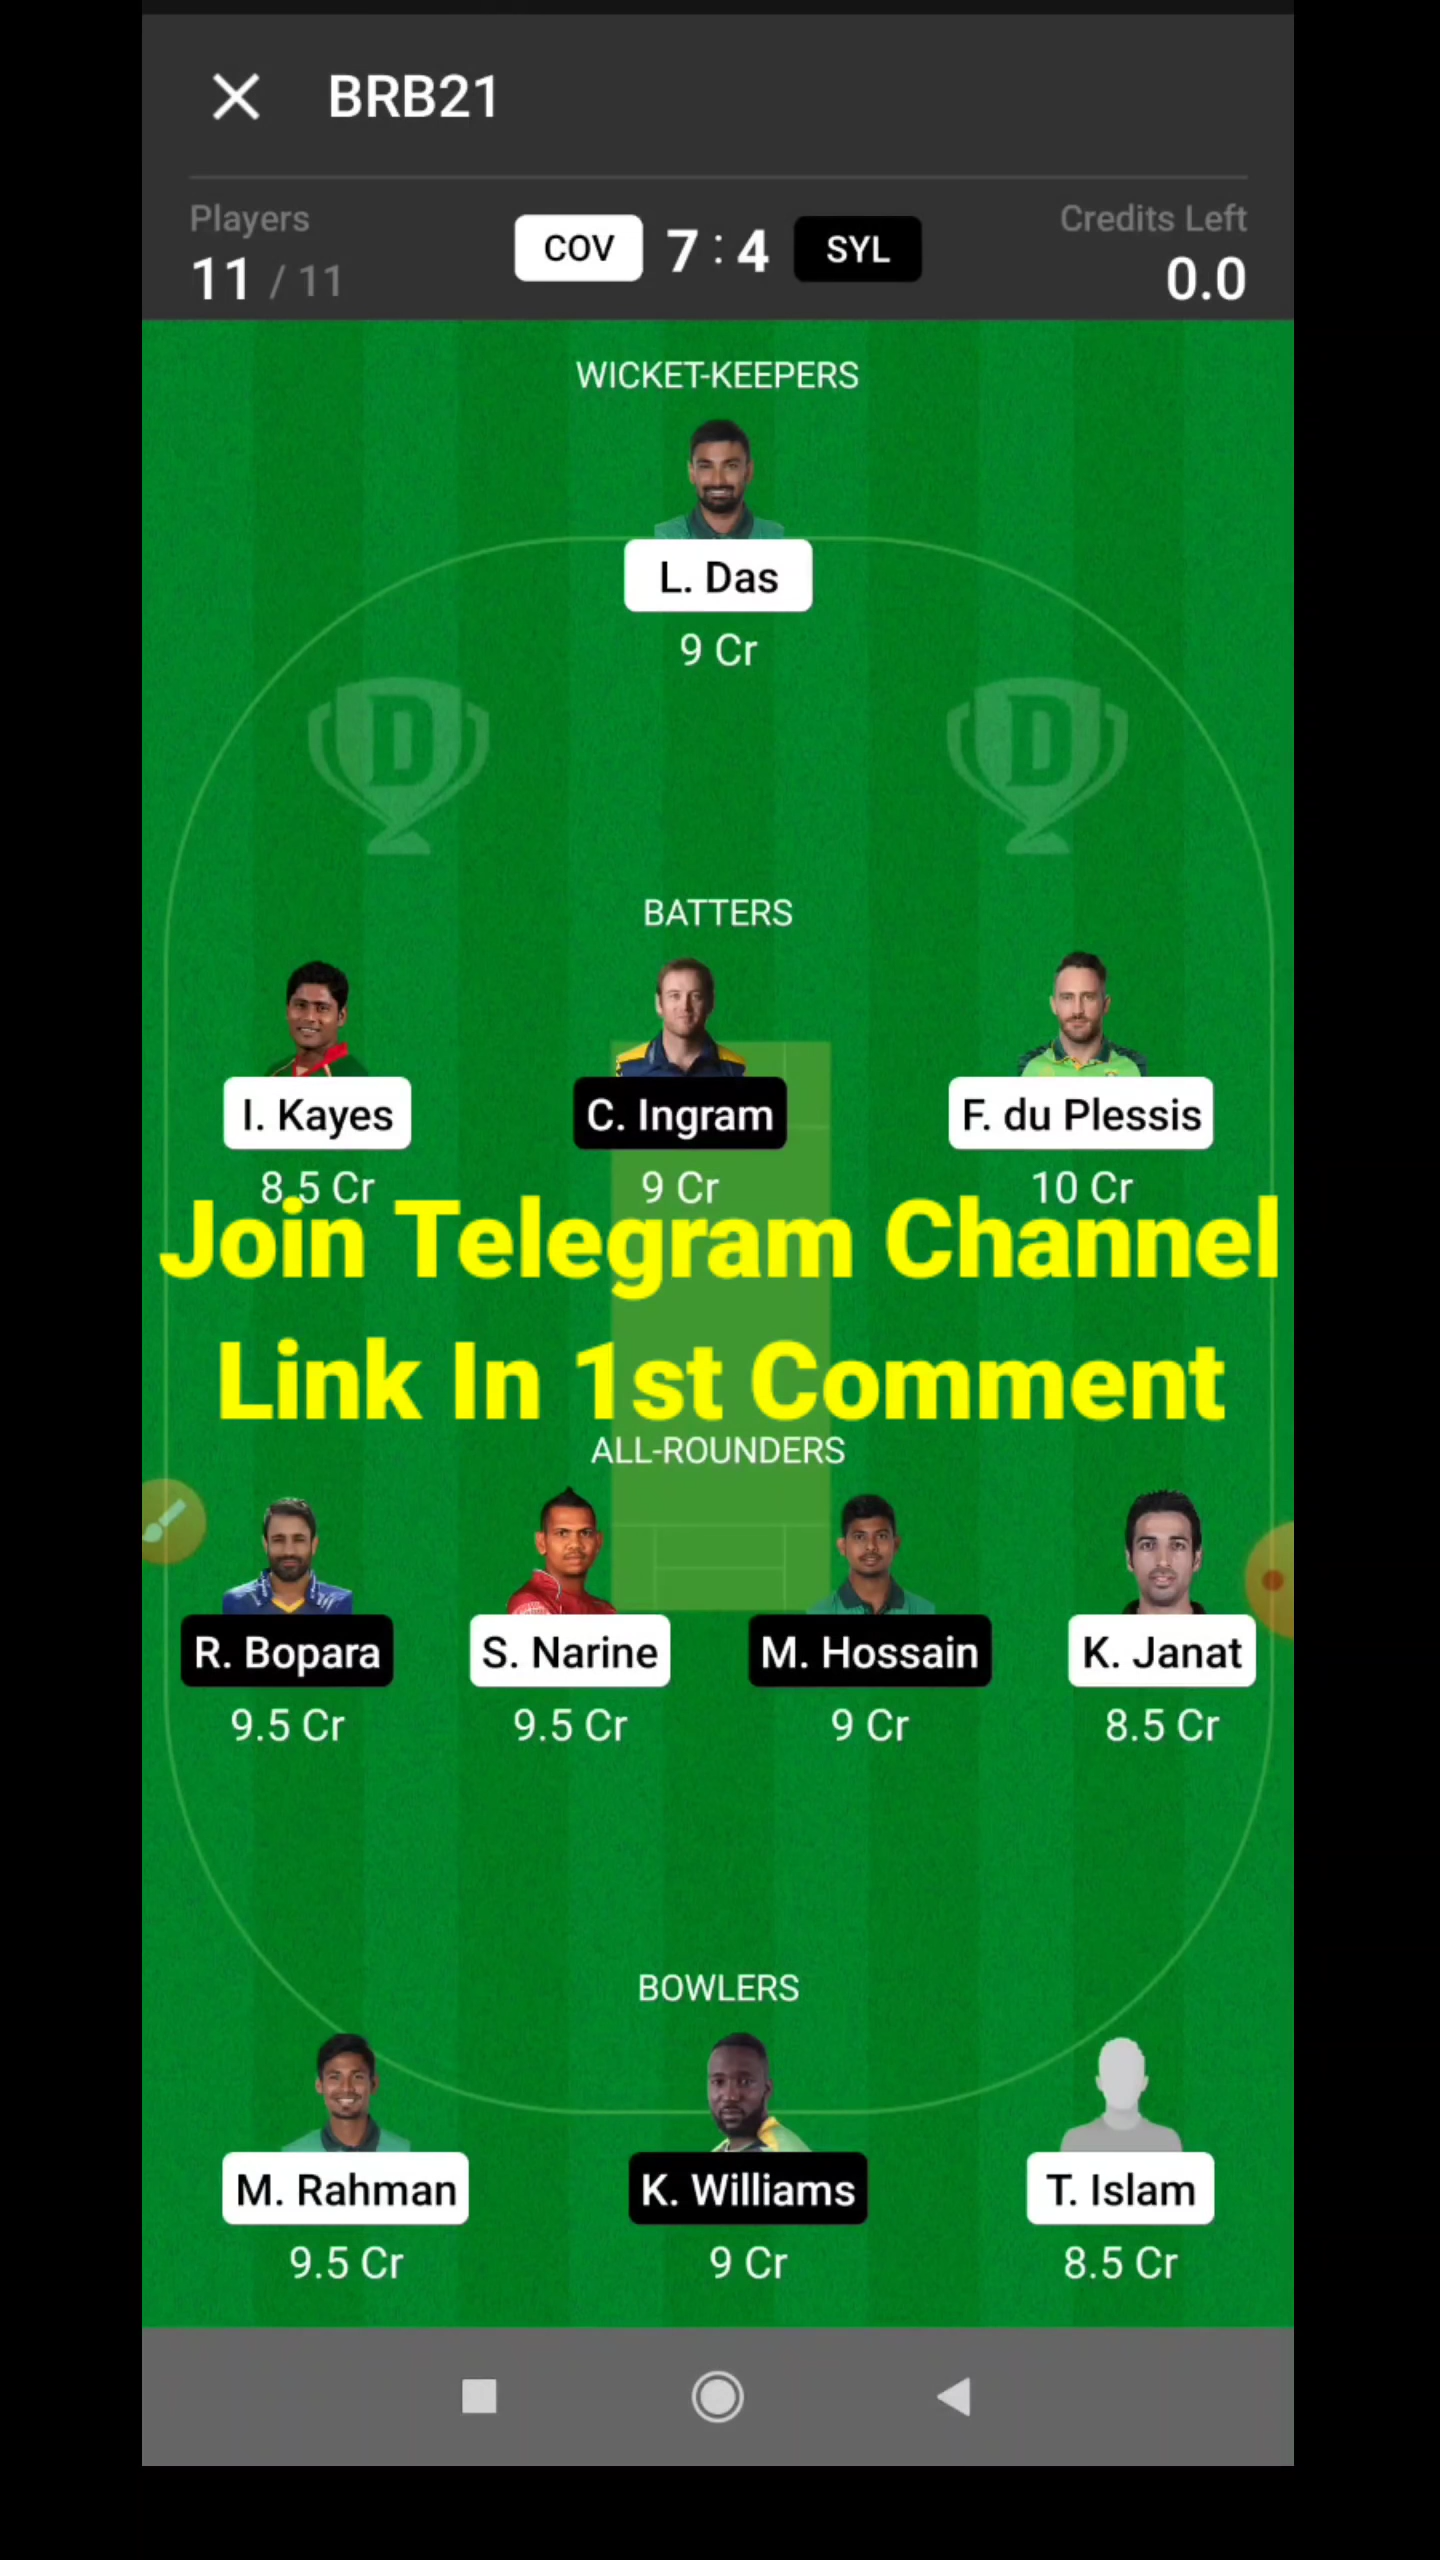 BRB21
Players
11 / 11
COV 7 : 4 SYL
Credits Left
0.0
WICKET-KEEPERS
L. Das
9 Cr
D D
BATTERS
I. Kayes C. Ingram F. du Plessis
8.5 Cr 9 Cr 10 Cr
Join Telegram Channel
Link In 1st Comment
ALL-ROUNDERS
R. Bopara S. Narine M. Hossain K. Janat
9.5 Cr 9.5 Cr 9 Cr 8.5 Cr
BOWLERS
M. Rahman K. Williams T. Islam
9.5 Cr 9 Cr 8.5 Cr